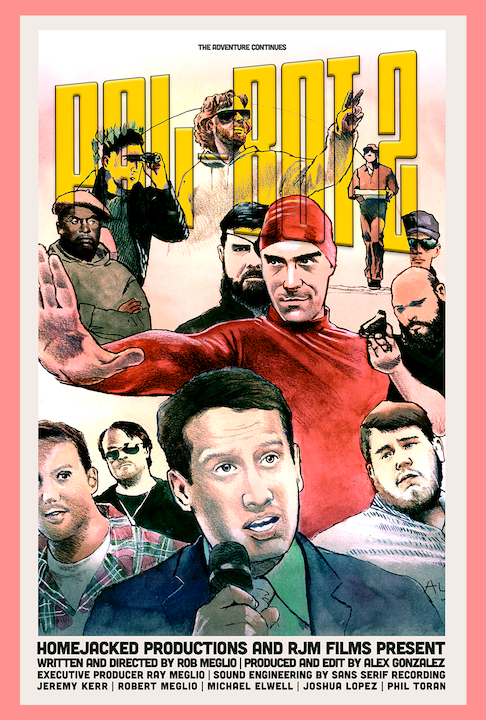 THE ADVENTURE CONTINUES
2
AL
HOMEJACKED PRODUCTIONS AND RJM FILMS PRESENT
WRITTEN AND DIRECTED BY ROB MEGLIO | PRODUCED AND EDIT BY ALEX GONZALEZ
EXECUTIVE PRODUCER RAY MEGLIO | SOUND ENGINEERING BY SANS SERIF RECORDING
JEREMY KERR | ROBERT MEGLIO | MICHAEL ELWELL | JOSHUA LOPEZ | PHIL TORAN